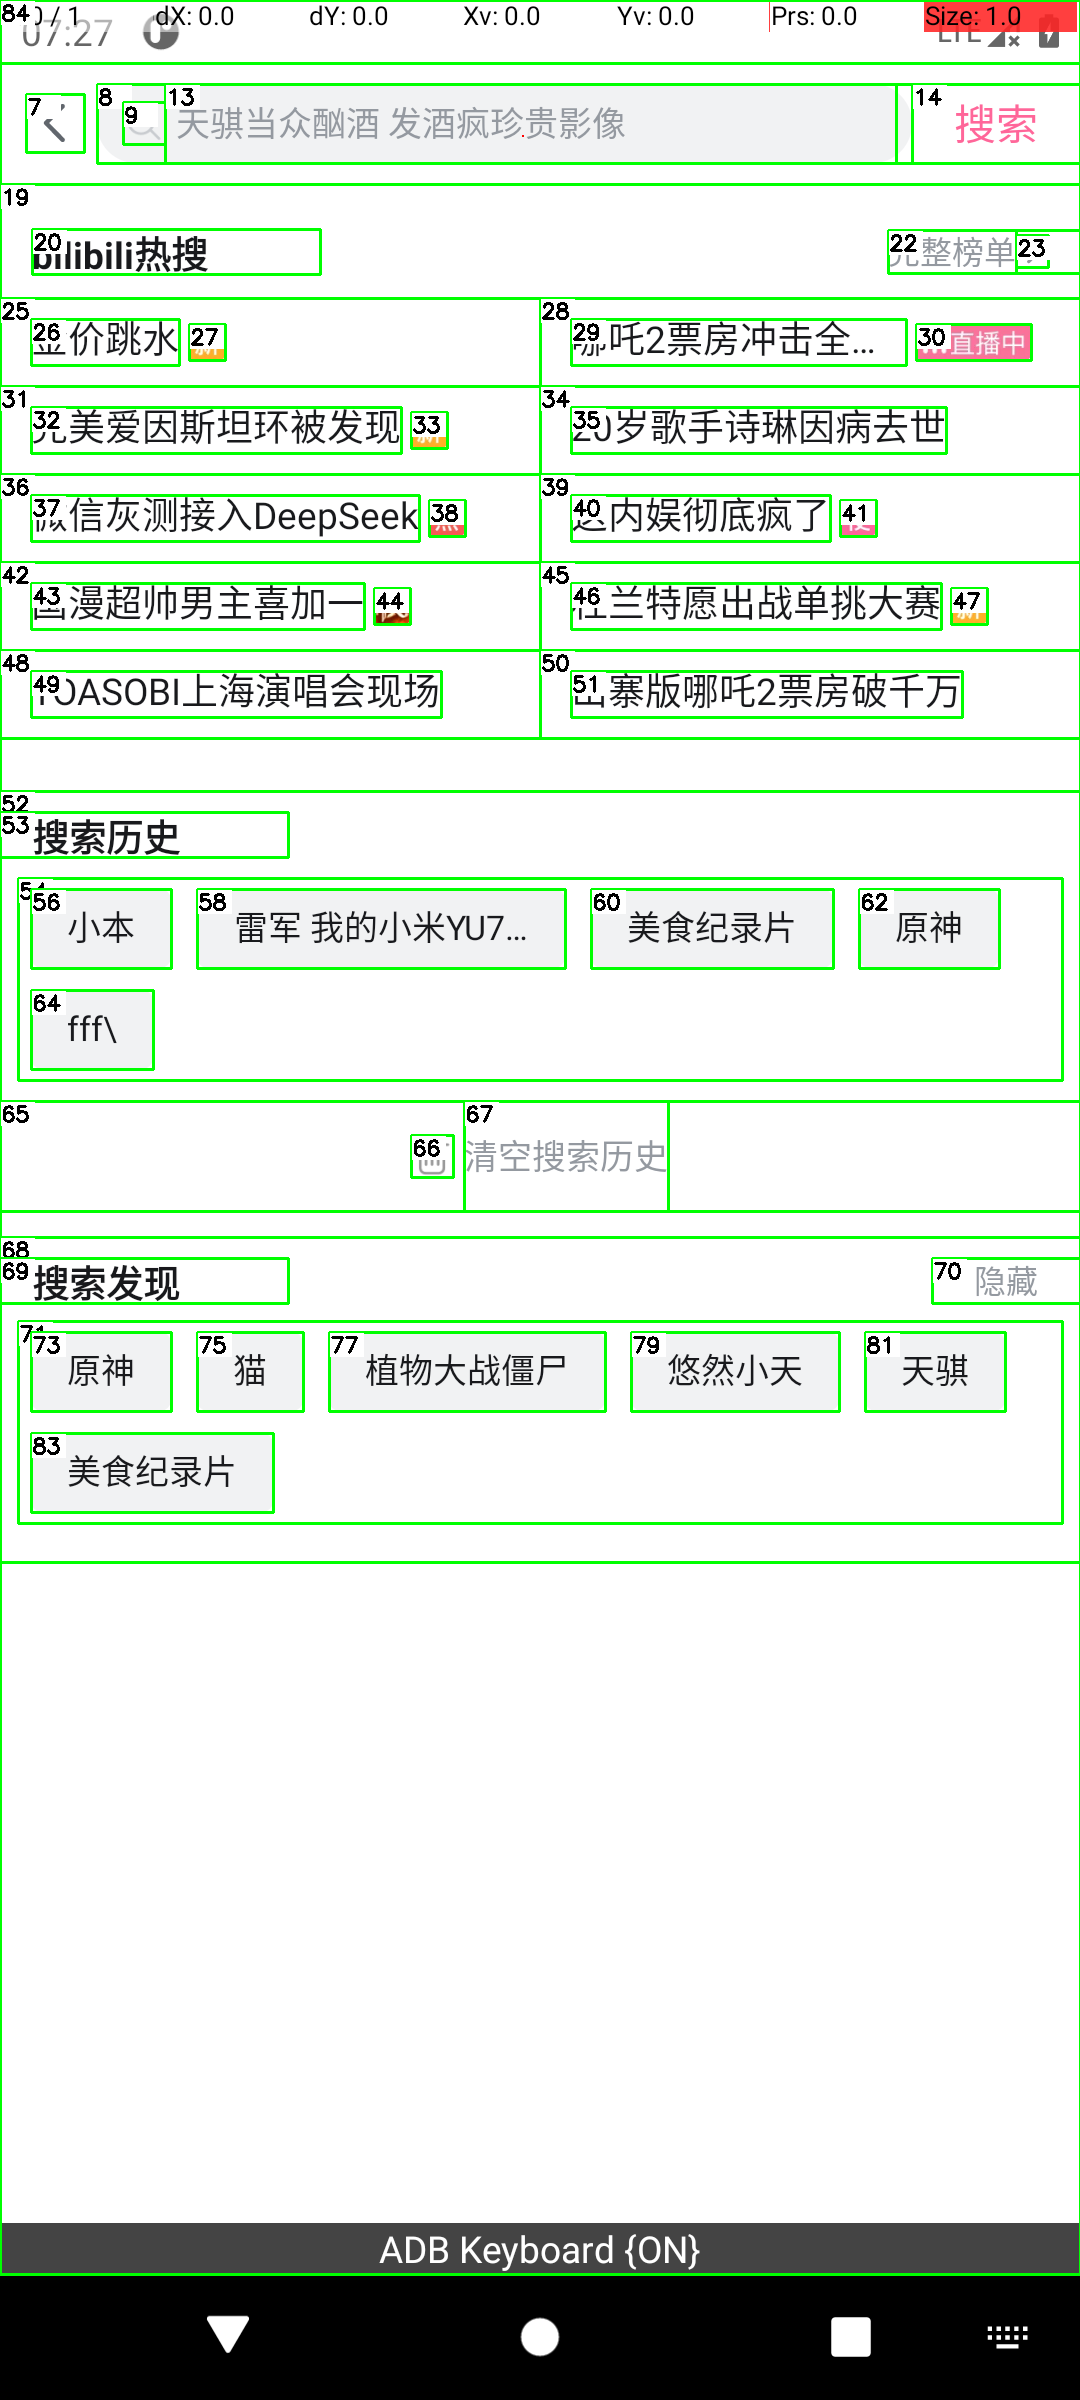 84 / 1 dX: 0.0 dY: 0.0 Xv: 0.0 Yv: 0.0 Prs: 0.0 Size: 1.0
07:27 LTE
7 8 9 13 天骐当众酗酒 发酒疯珍贵影像 14 搜索
19
20 bilibili热搜 22 完整榜单 23
25 26 金价跳水 27 新 28 29 哪吒2票房冲击全... 30 直播中
31 32 完美爱因斯坦环被发现 33 新 34 35 20岁歌手诗琳因病去世
36 37 微信灰测接入DeepSeek 38 热 39 40 这内娱彻底疯了 41 梗
42 43 国漫超帅男主喜加一 44 45 46 杜兰特愿出战单挑大赛 47 新
48 49 YOASOBI上海演唱会现场 50 51 山寨版哪吒2票房破千万
52
53 搜索历史
54 56 小本 58 雷军 我的小米YU7... 60 美食纪录片 62 原神
64 fff\
65 66 67 清空搜索历史
68
69 搜索发现 70 隐藏
71 73 原神 75 猫 77 植物大战僵尸 79 悠然小天 81 天骐
83 美食纪录片
ADB Keyboard {ON}